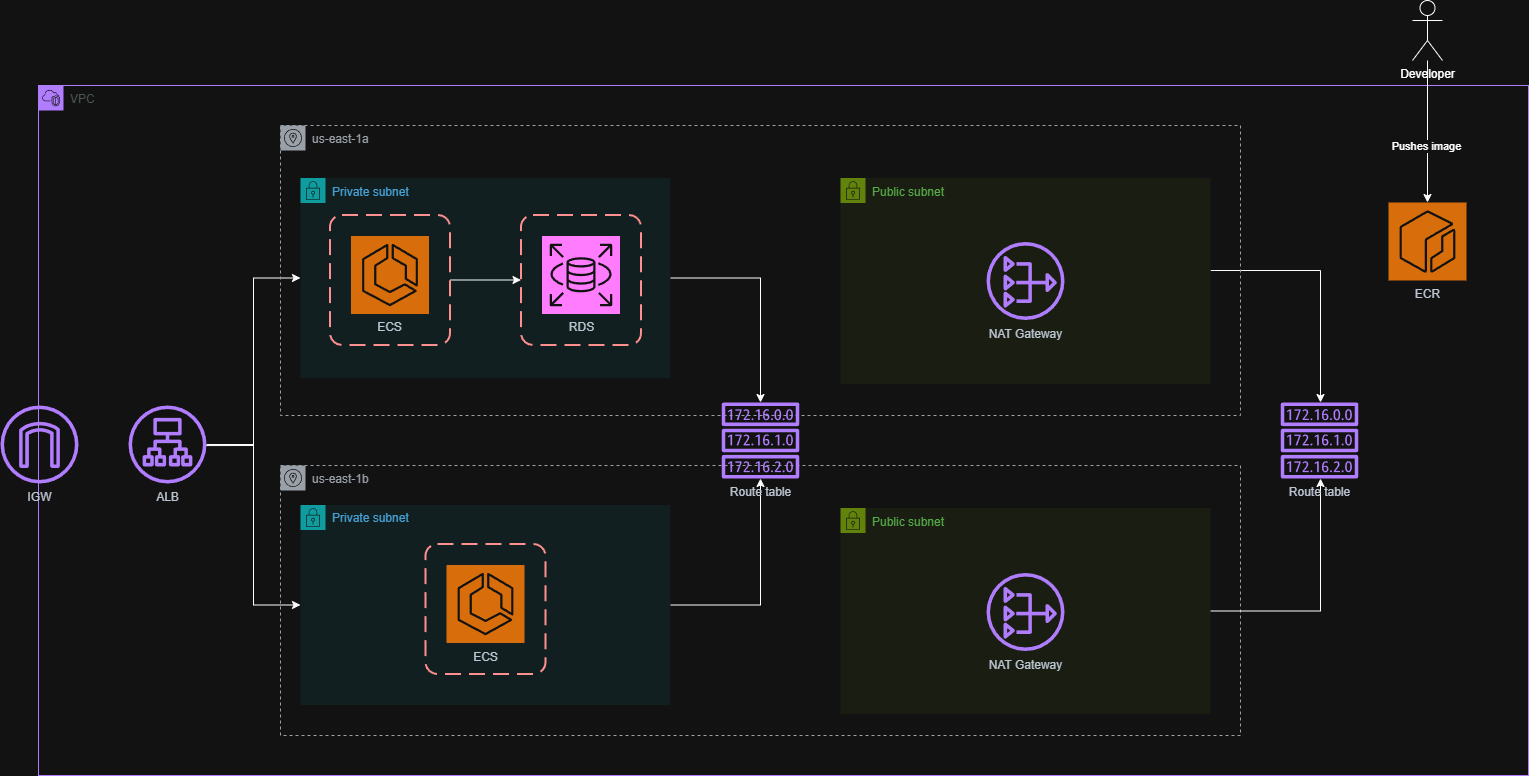 Developer
VPC
us-east-1a
Pushes image
Private subnet
Public subnet
ECS
RDS
NAT Gateway
ECR
172.16.0.0
172.16.1.0
172.16.2.0
Route table
172.16.0.0
172.16.1.0
172.16.2.0
Route table
IGW
ALB
us-east-1b
Private subnet
Public subnet
ECS
NAT Gateway